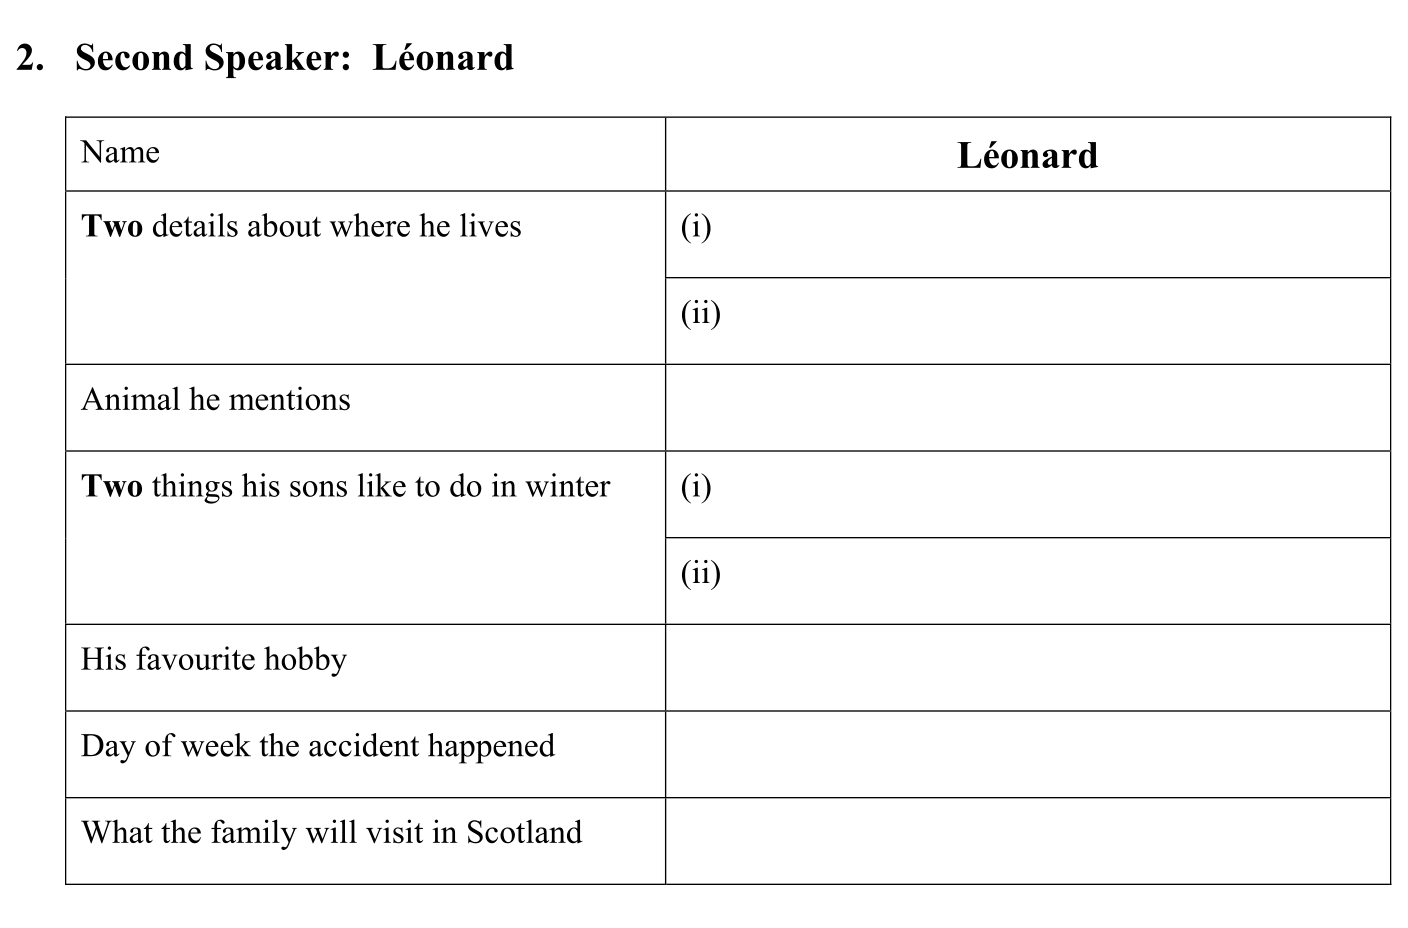 2. Second Speaker: Léonard
Name
Léonard
Two details about where he lives
(i)
(ii)
Animal he mentions
Two things his sons like to do in winter
(i)
(ii)
His favourite hobby
Day of week the accident happened
What the family will visit in Scotland